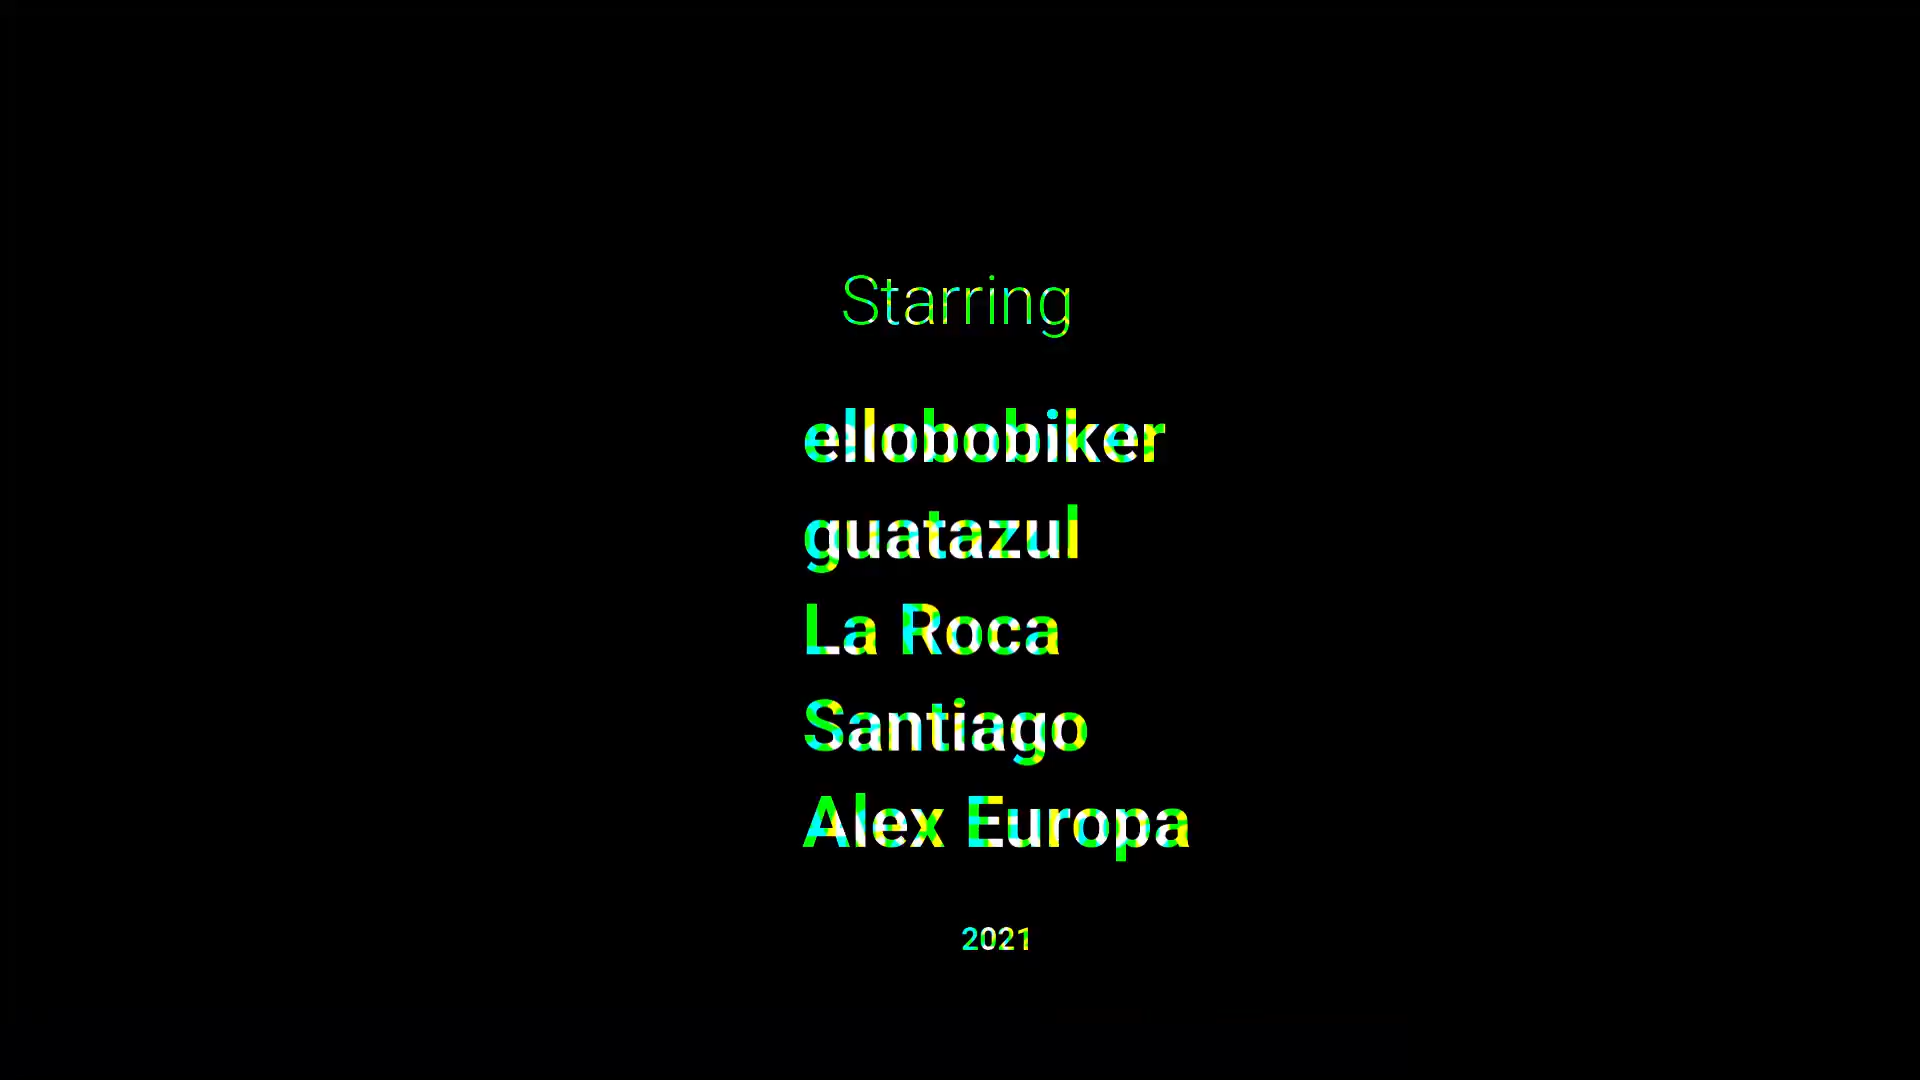 Starring
ellobobiker
guatazul
La Roca
Santiago
Alex Europa
2021